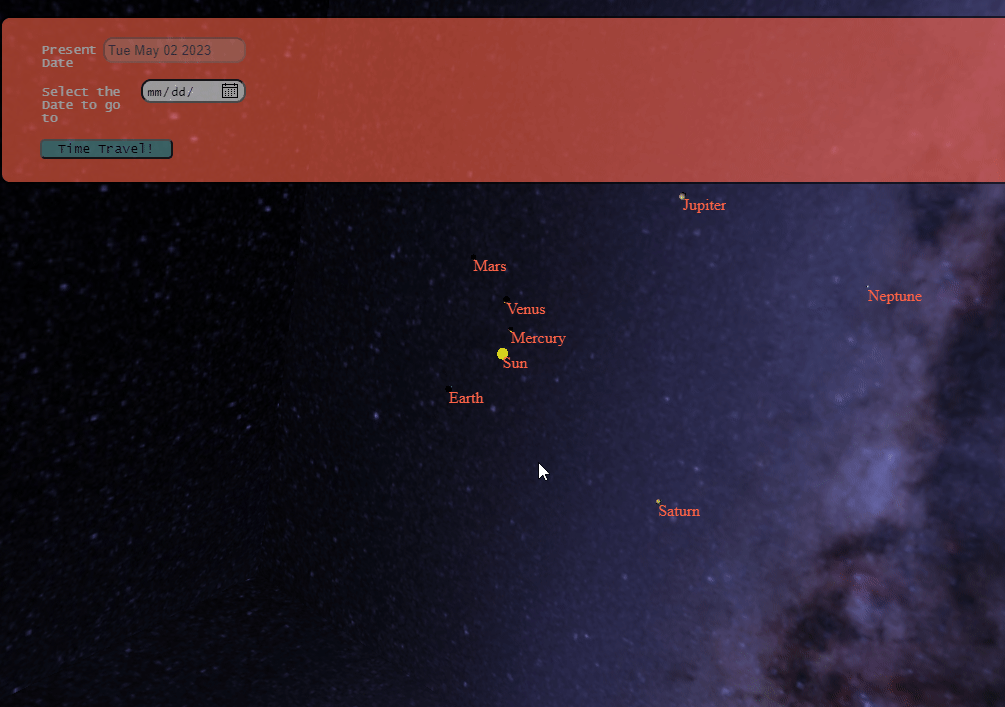 Present
Date
Tue May 02 2023
Select the
Date to go
to
mm/dd/
Time Travel!
Jupiter
Mars
Neptune
Venus
Mercury
Sun
Earth
Saturn